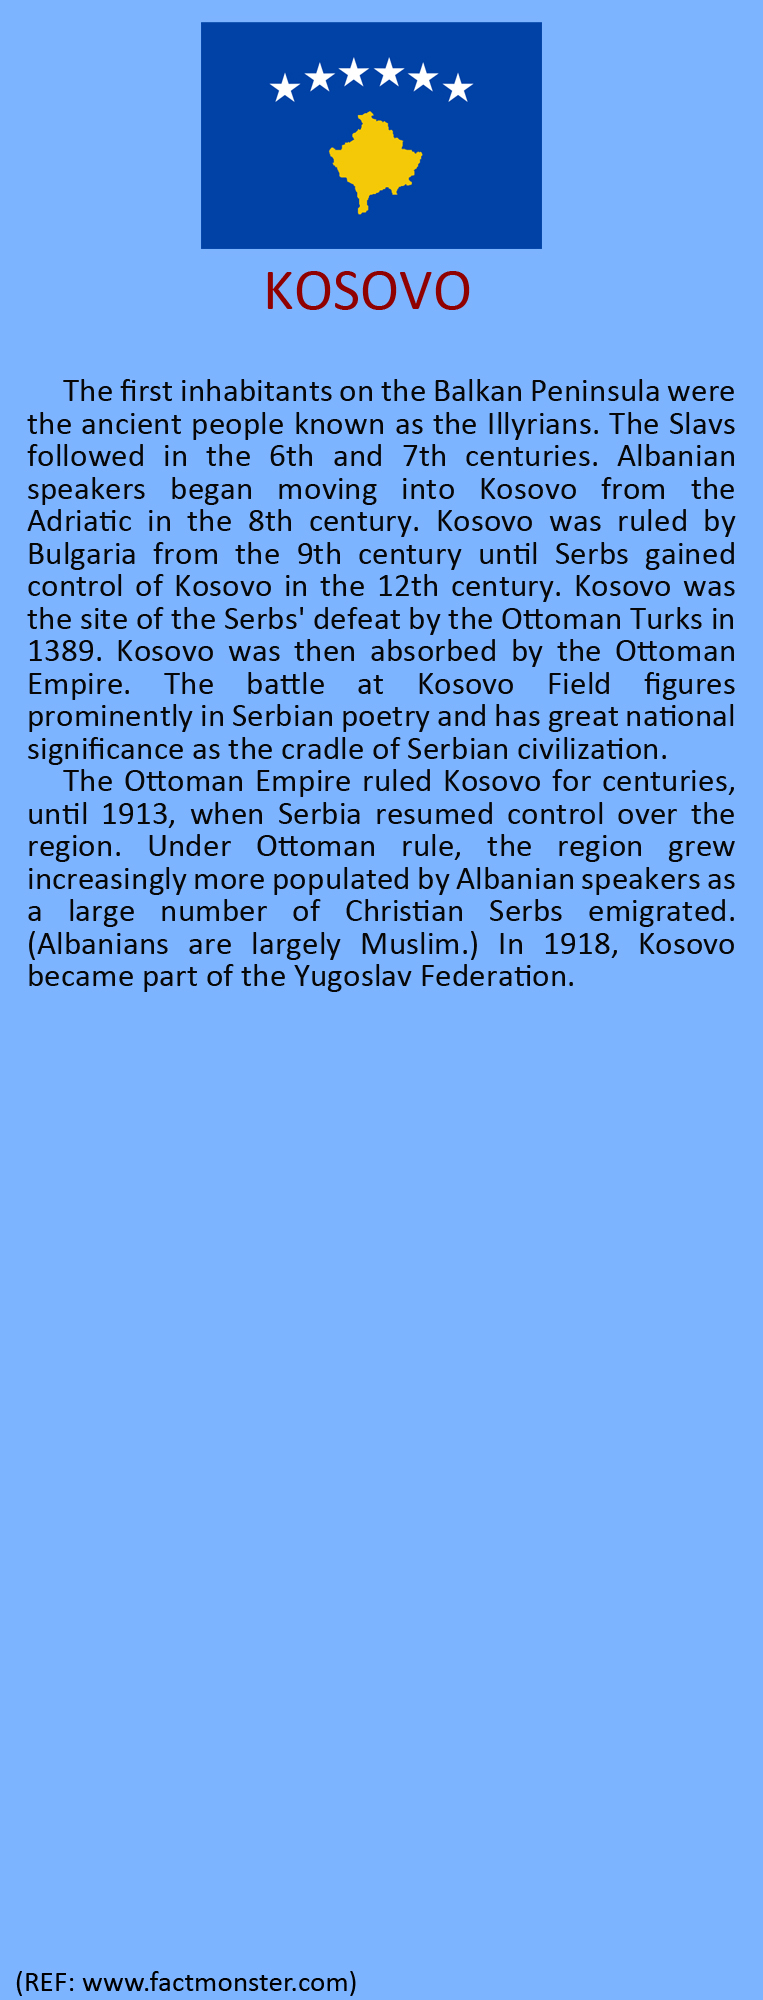 KOSOVO
The first inhabitants on the Balkan Peninsula were
the ancient people known as the Illyrians. The Slavs
followed in the 6th and 7th centuries. Albanian
speakers began moving into Kosovo from the
Adriatic in the 8th century. Kosovo was ruled by
Bulgaria from the 9th century until Serbs gained
control of Kosovo in the 12th century. Kosovo was
the site of the Serbs' defeat by the Ottoman Turks in
1389. Kosovo was then absorbed by the Ottoman
Empire. The battle at Kosovo Field figures
prominently in Serbian poetry and has great national
significance as the cradle of Serbian civilization.
The Ottoman Empire ruled Kosovo for centuries,
until 1913, when Serbia resumed control over the
region. Under Ottoman rule, the region grew
increasingly more populated by Albanian speakers as
a large number of Christian Serbs emigrated.
(Albanians are largely Muslim.) In 1918, Kosovo
became part of the Yugoslav Federation.
(REF: www.factmonster.com)